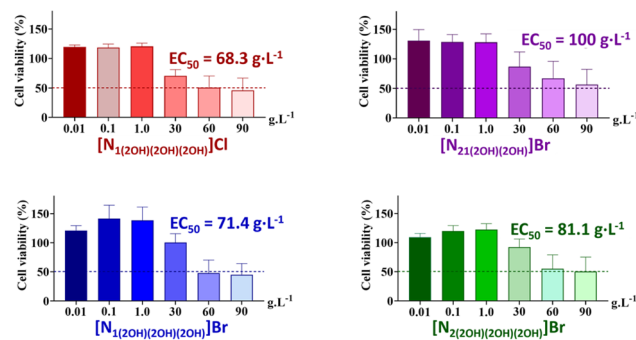 Cell viability (%)
150
100
50
0
EC50 = 68.3 g·L-1
0.01 0.1 1.0 30 60 90 g.L-1
[N1(2OH)(2OH)(2OH)]Cl
Cell viability (%)
150
100
50
0
EC50 = 100 g·L-1
0.01 0.1 1.0 30 60 90 g.L-1
[N21(2OH)(2OH)]Br
Cell viability (%)
150
100
50
0
EC50 = 71.4 g·L-1
0.01 0.1 1.0 30 60 90 g.L-1
[N1(2OH)(2OH)(2OH)]Br
Cell viability (%)
150
100
50
0
EC50 = 81.1 g·L-1
0.01 0.1 1.0 30 60 90 g.L-1
[N2(2OH)(2OH)(2OH)]Br